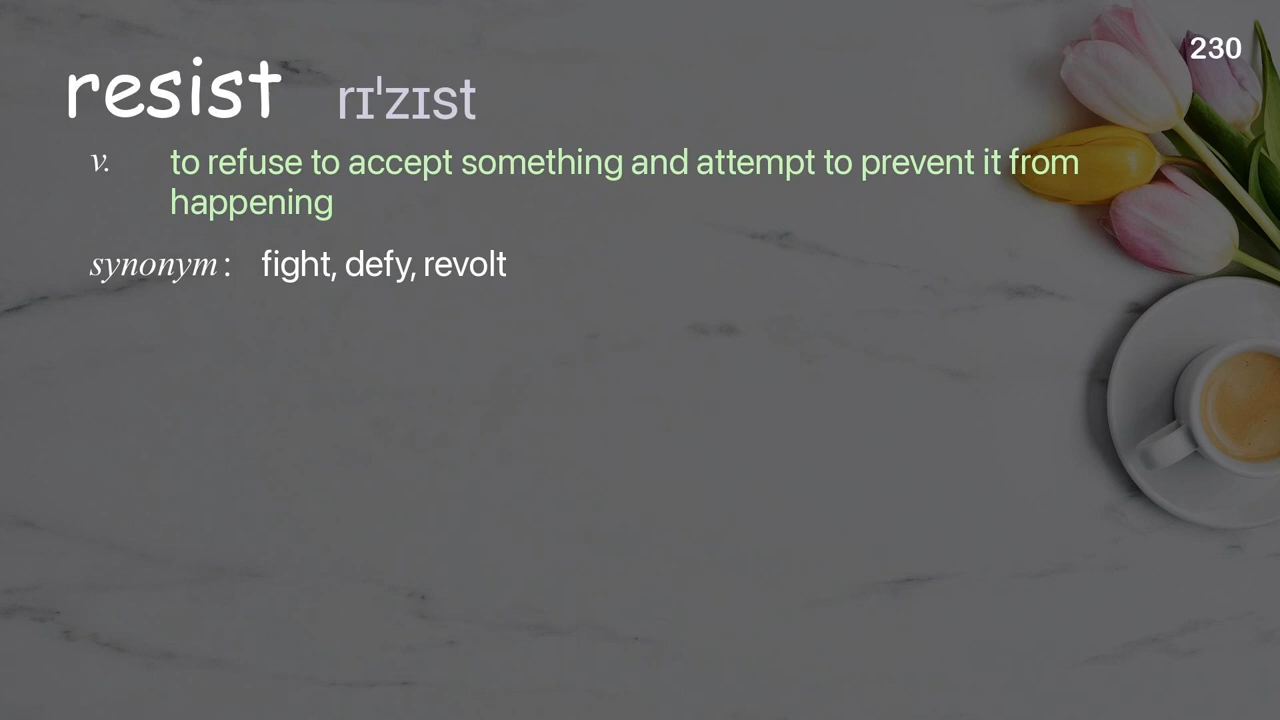 230
resist rɪˈzɪst
v. to refuse to accept something and attempt to prevent it from
happening
synonym : fight, defy, revolt